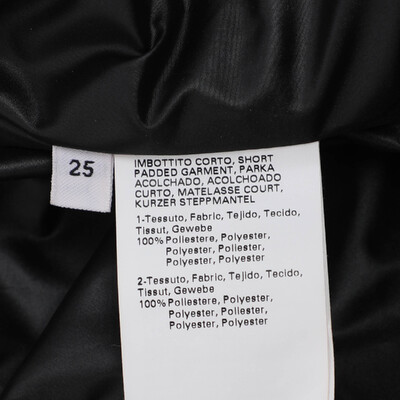 25
IMBOTTITO CORTO, SHORT
PADDED GARMENT, PARKA
ACOLCHADO, ACOLCHOADO
CURTO, MATELASSE COURT,
KURZER STEPPMANTEL
1-Tessuto, Fabric, Tejido, Tecido,
Tissut, Gewebe
100% Poliestere, Polyester,
Polyester, Poliester,
Polyester, Polyester
2-Tessuto, Fabric, Tejido, Tecido,
Tissut, Gewebe
100% Poliestere, Polyester,
Polyester, Poliester,
Polyester, Polyester